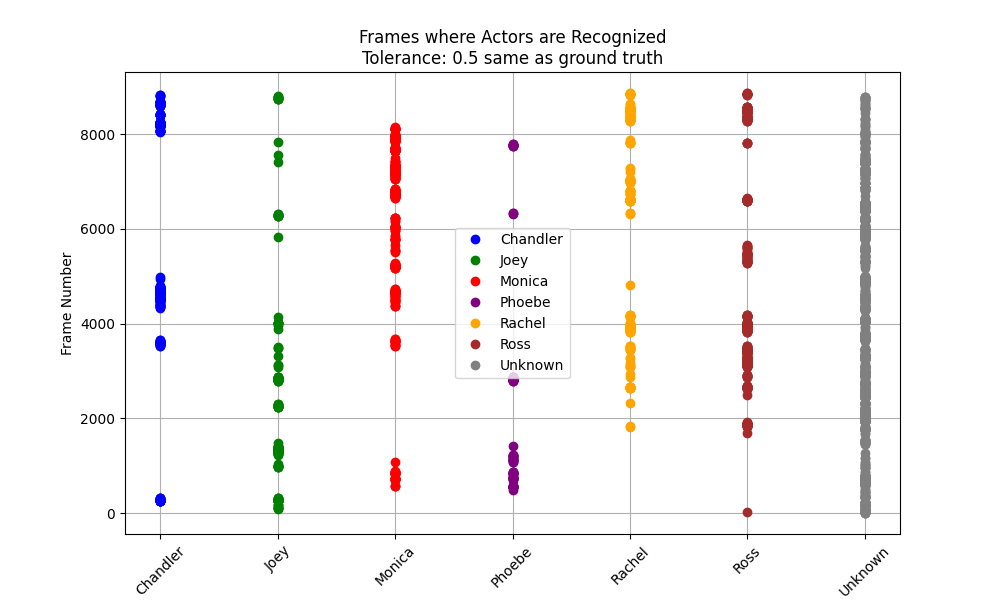 Frames where Actors are Recognized
Tolerance: 0.5 same as ground truth
Frame Number
8000
6000
4000
2000
0
Chandler
Joey
Monica
Phoebe
Rachel
Ross
Unknown
Chandler
Joey
Monica
Phoebe
Rachel
Ross
Unknown